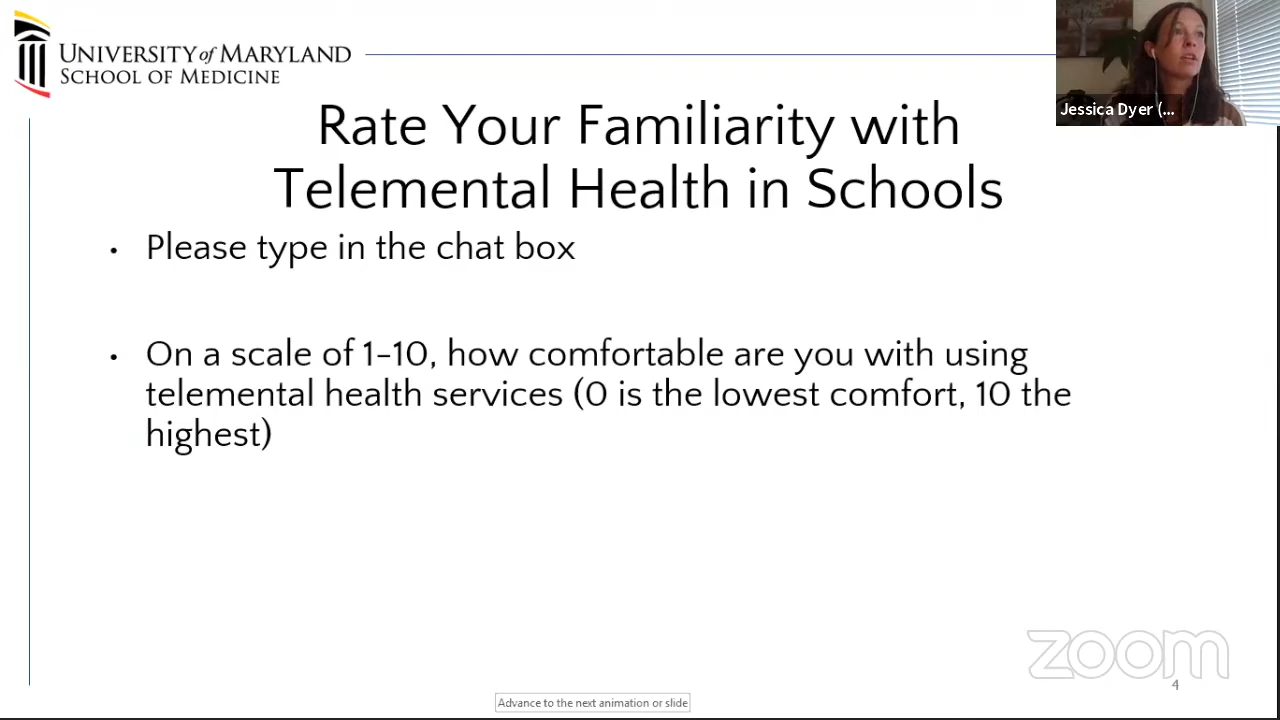 UNIVERSITY of MARYLAND
SCHOOL OF MEDICINE
Jessica Dyer (...
Rate Your Familiarity with
Telemental Health in Schools
• Please type in the chat box
• On a scale of 1-10, how comfortable are you with using
telemental health services (0 is the lowest comfort, 10 the
highest)
zoom
4
Advance to the next animation or slide